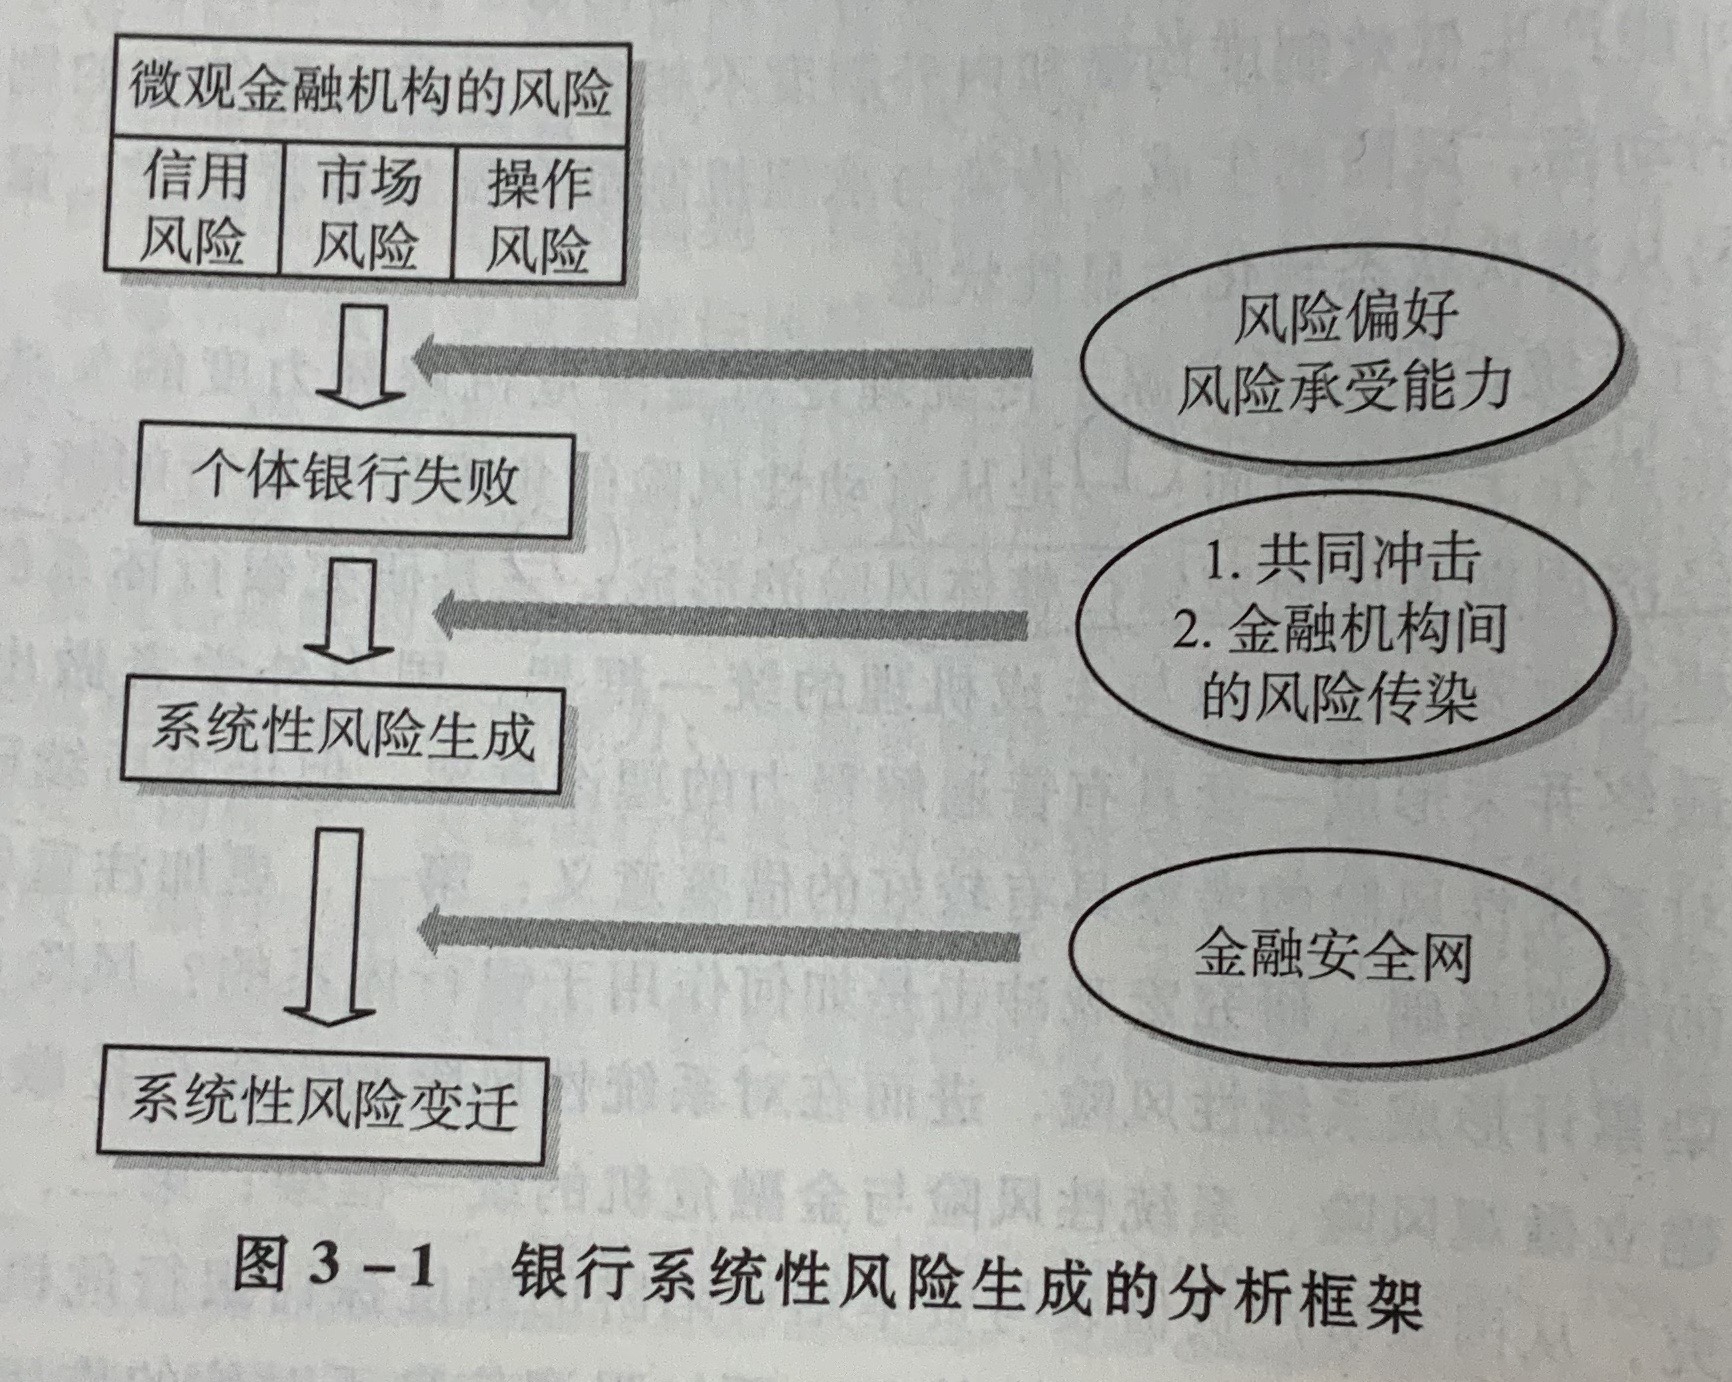 微观金融机构的风险
信用
风险
市场
风险
操作
风险
风险偏好
风险承受能力
个体银行失败
1. 共同冲击
2. 金融机构间
的风险传染
系统性风险生成
金融安全网
系统性风险变迁
图 3-1 银行系统性风险生成的分析框架